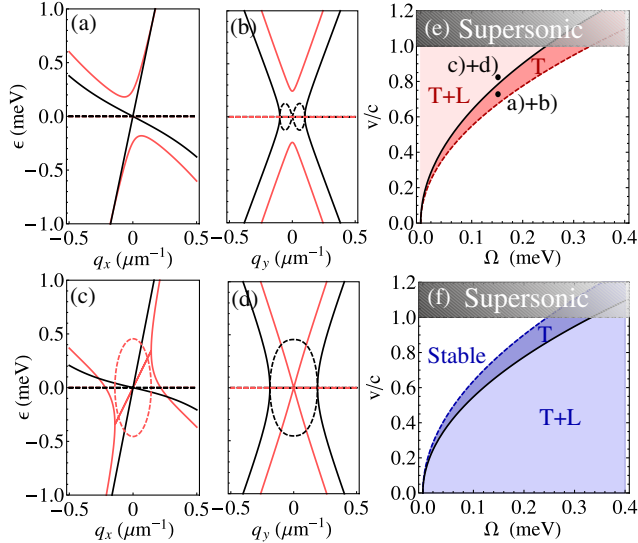 (a)
ϵ (meV)
1.0
0.5
0.0
-0.5
-1.0
-0.5 0 0.5
q_x (μm⁻¹)
(b)
-0.5 0 0.5
q_y (μm⁻¹)
(e) Supersonic
v/c
1.2
1.0
0.8
0.6
0.4
0.2
0.0
c)+d)
T
T+L
a)+b)
0.0 0.1 0.2 0.3 0.4
Ω (meV)
(c)
ϵ (meV)
1.0
0.5
0.0
-0.5
-1.0
-0.5 0 0.5
q_x (μm⁻¹)
(d)
-0.5 0 0.5
q_y (μm⁻¹)
(f) Supersonic
v/c
1.2
1.0
0.8
0.6
0.4
0.2
0.0
Stable
T
T+L
0.0 0.1 0.2 0.3 0.4
Ω (meV)